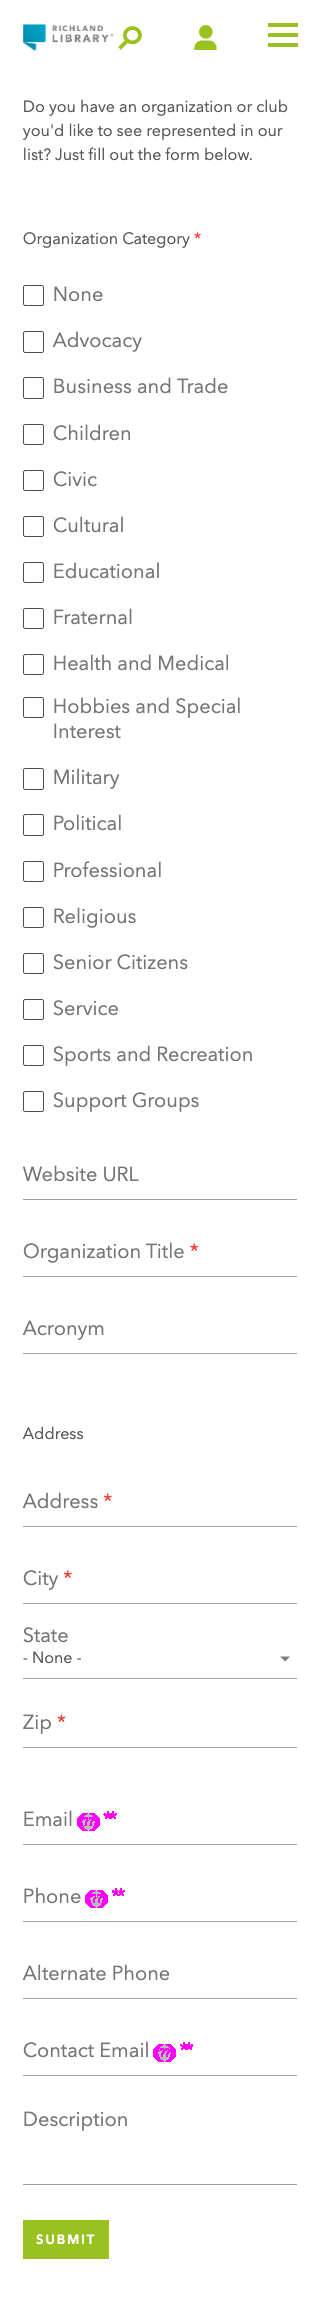 RICHLAND
LIBRARY
Do you have an organization or club
you'd like to see represented in our
list? Just fill out the form below.
Organization Category *
None
Advocacy
Business and Trade
Children
Civic
Cultural
Educational
Fraternal
Health and Medical
Hobbies and Special
Interest
Military
Political
Professional
Religious
Senior Citizens
Service
Sports and Recreation
Support Groups
Website URL
Organization Title *
Acronym
Address
Address *
City *
State
- None -
Zip *
Email
Phone
Alternate Phone
Contact Email
Description
SUBMIT